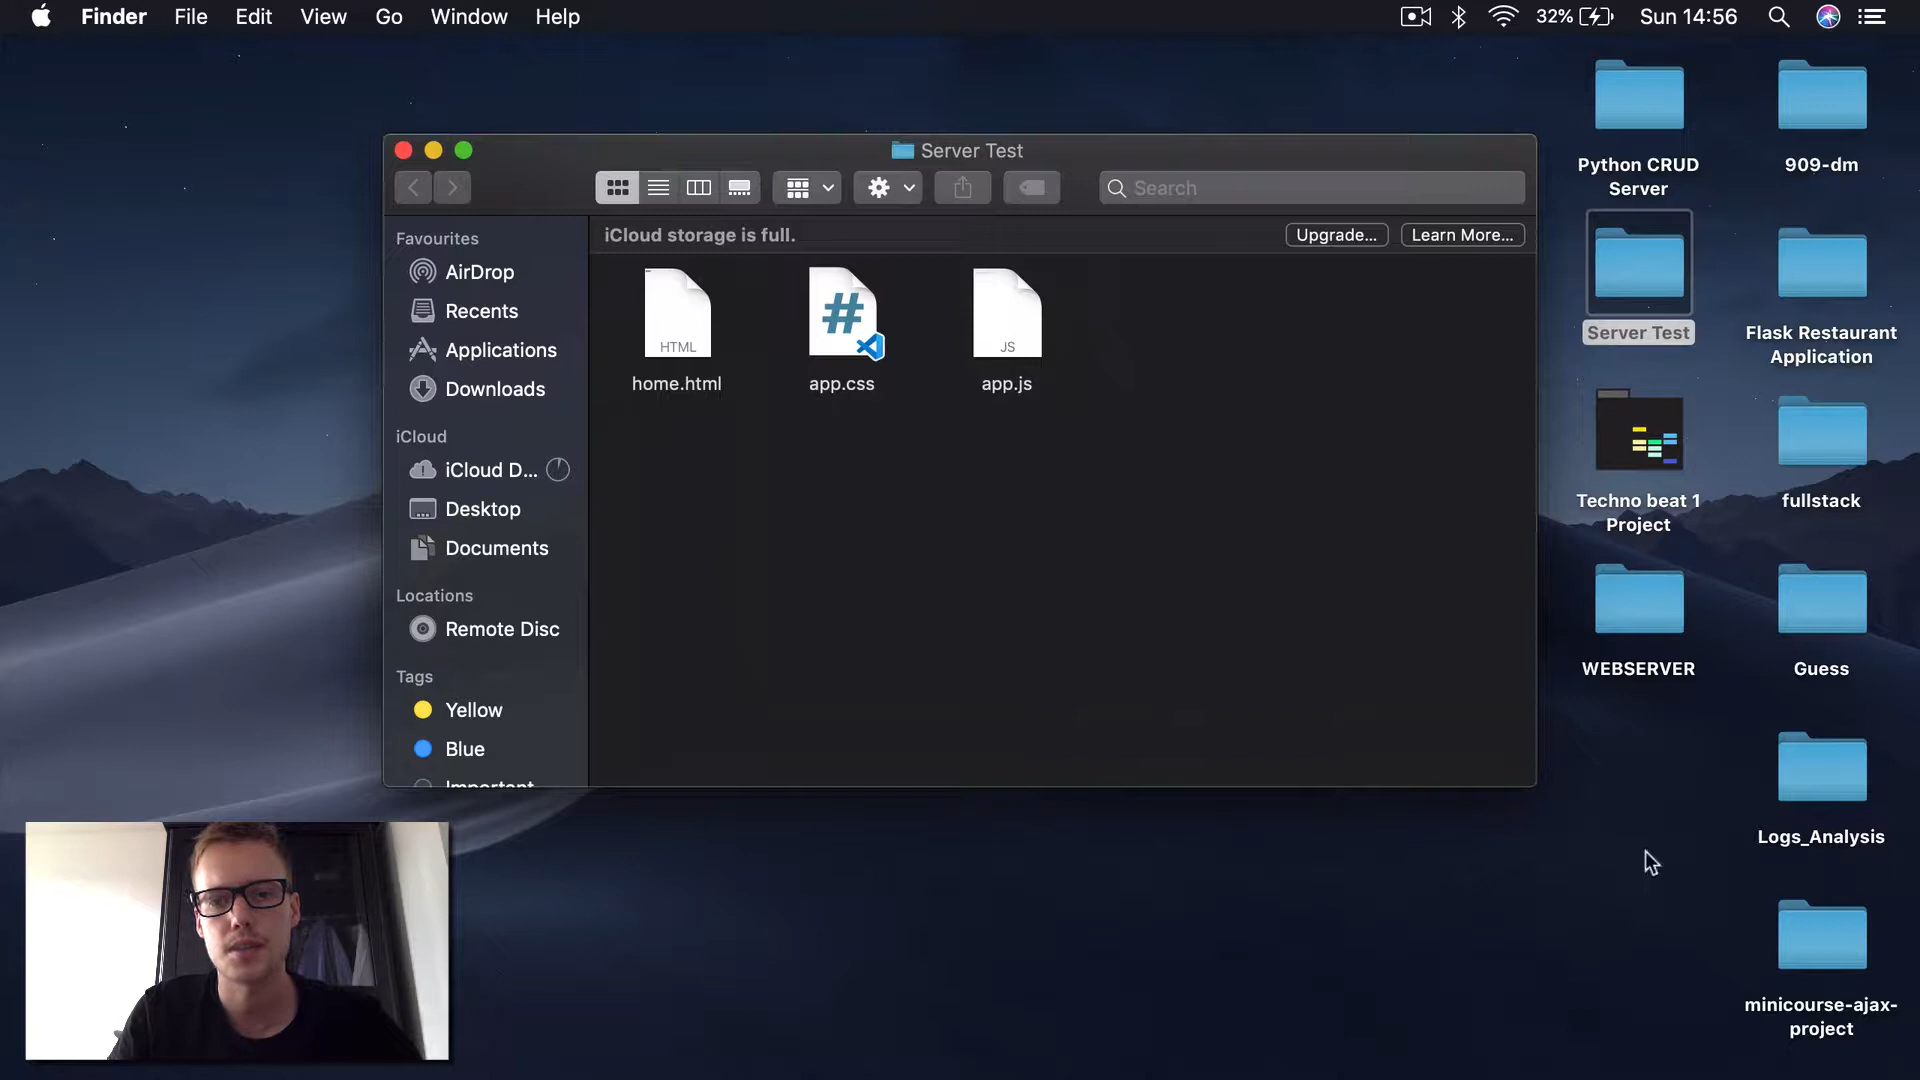 Finder File Edit View Go Window Help 32% Sun 14:56
Server Test
Search
Favourites
AirDrop
Recents
Applications
Downloads
iCloud
iCloud D...
Desktop
Documents
Locations
Remote Disc
Tags
Yellow
Blue
Important
iCloud storage is full. Upgrade... Learn More...
HTML
home.html
#
app.css
JS
app.js
Python CRUD
Server
909-dm
Server Test
Flask Restaurant
Application
Techno beat 1
Project
fullstack
WEBSERVER
Guess
Logs_Analysis
minicourse-ajax-
project